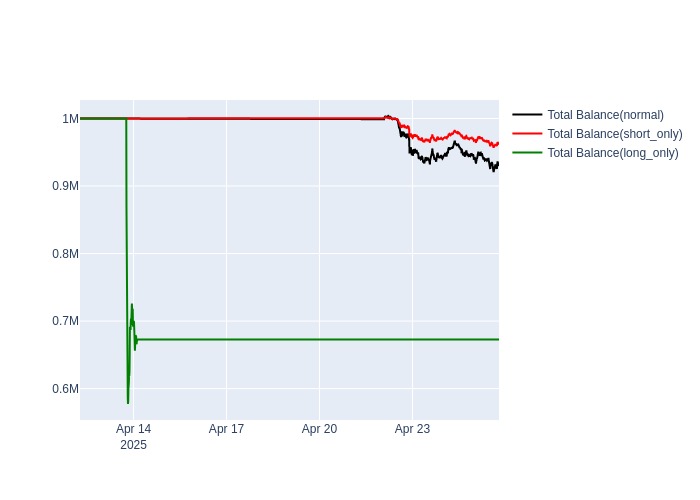 1M
0.9M
0.8M
0.7M
0.6M
Apr 14
2025
Apr 17
Apr 20
Apr 23
Total Balance(normal)
Total Balance(short_only)
Total Balance(long_only)